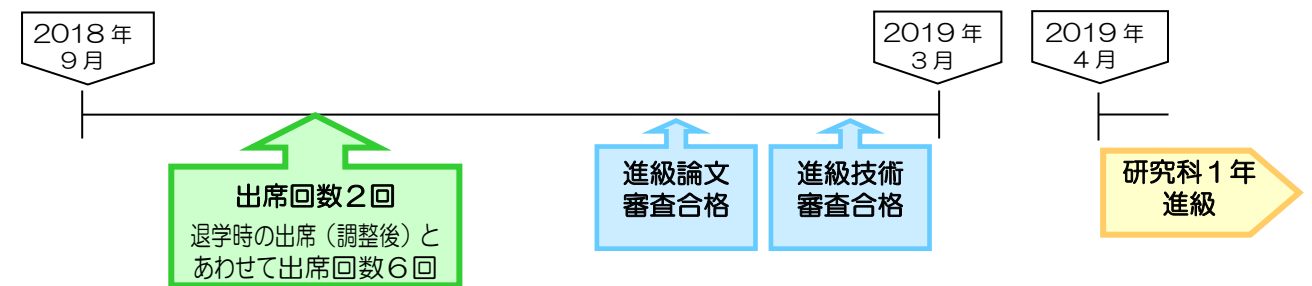 2018年
9月
2019年
3月
2019年
4月
出席回数2回
退学時の出席（調整後）と
あわせて出席回数6回
進級論文
審査合格
進級技術
審査合格
研究科1年
進級